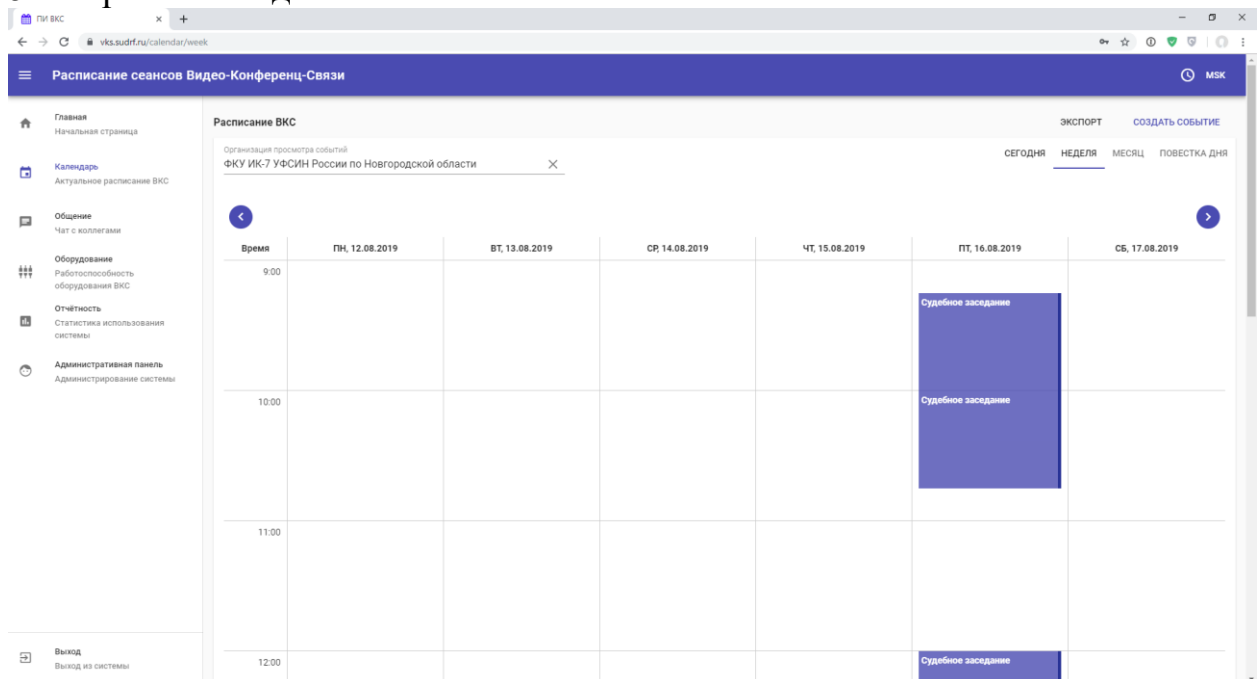 ПИ ВКС
vks.sudrf.ru/calendar/week
Расписание сеансов Видео-Конференц-Связи
MSK
Главная
Начальная страница
Календарь
Актуальное расписание ВКС
Общение
Чат с коллегами
Оборудование
Работоспособность
оборудования ВКС
Отчётность
Статистика использования
системы
Административная панель
Администрирование системы
Выход
Выход из системы
Расписание ВКС
ЭКСПОРТ
СОЗДАТЬ СОБЫТИЕ
Организация просмотра событий
ФКУ ИК-7 УФСИН России по Новгородской области
СЕГОДНЯ НЕДЕЛЯ МЕСЯЦ ПОВЕСТКА ДНЯ
Время ПН, 12.08.2019 ВТ, 13.08.2019 СР, 14.08.2019 ЧТ, 15.08.2019 ПТ, 16.08.2019 СБ, 17.08.2019
9:00
Судебное заседание
10:00 Судебное заседание
11:00
12:00 Судебное заседание